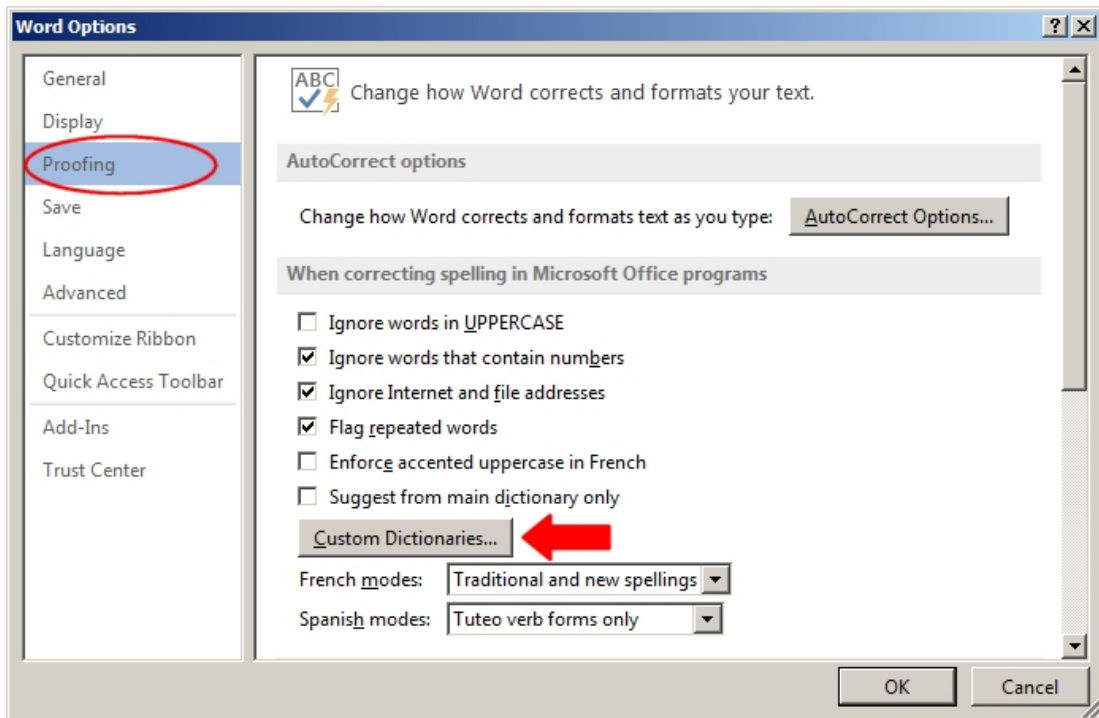 Word Options
General
Display
Proofing
Save
Language
Advanced
Customize Ribbon
Quick Access Toolbar
Add-Ins
Trust Center
ABC
Change how Word corrects and formats your text.
AutoCorrect options
Change how Word corrects and formats text as you type: AutoCorrect Options...
When correcting spelling in Microsoft Office programs
Ignore words in UPPERCASE
Ignore words that contain numbers
Ignore Internet and file addresses
Flag repeated words
Enforce accented uppercase in French
Suggest from main dictionary only
Custom Dictionaries...
French modes: Traditional and new spellings
Spanish modes: Tuteo verb forms only
OK Cancel